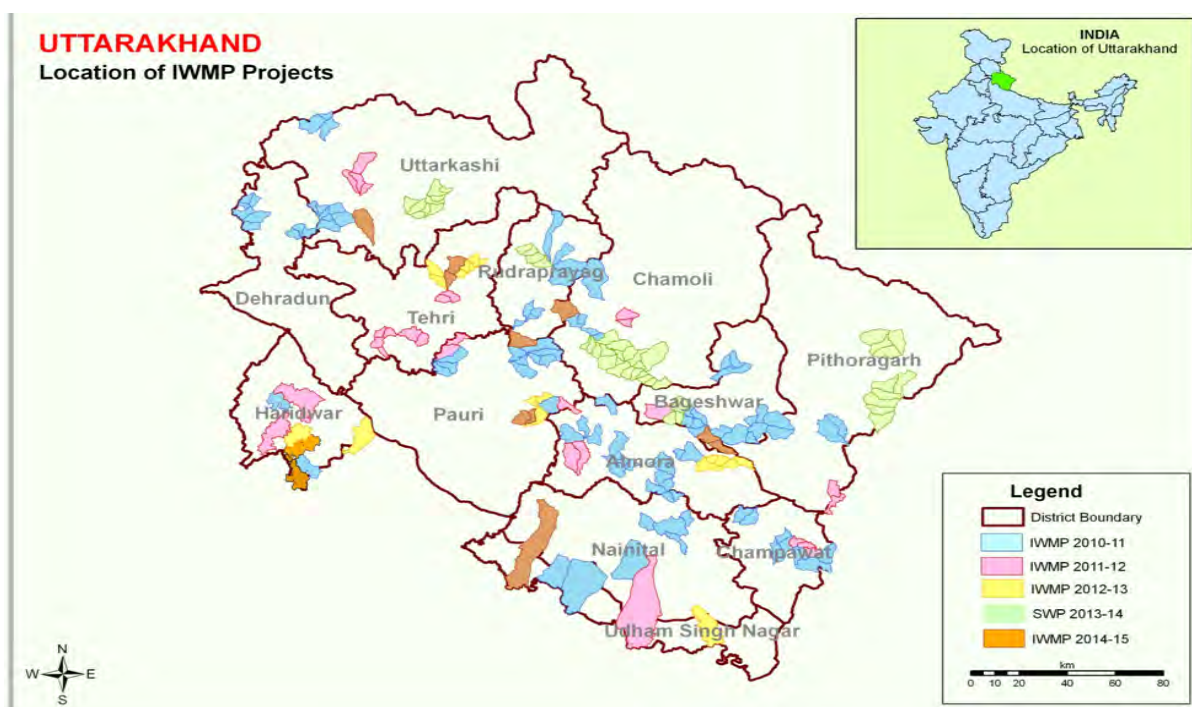 UTTARAKHAND
Location of IWMP Projects
INDIA
Location of Uttarakhand
Uttarkashi
Rudraprayag
Chamoli
Dehradun
Tehri
Pithoragarh
Haridwar
Pauri
Bageshwar
Almora
Nainital
Champawat
Udham Singh Nagar
Legend
District Boundary
IWMP 2010-11
IWMP 2011-12
IWMP 2012-13
SWP 2013-14
IWMP 2014-15
km
0 10 20 40 60 80
N
W E
S